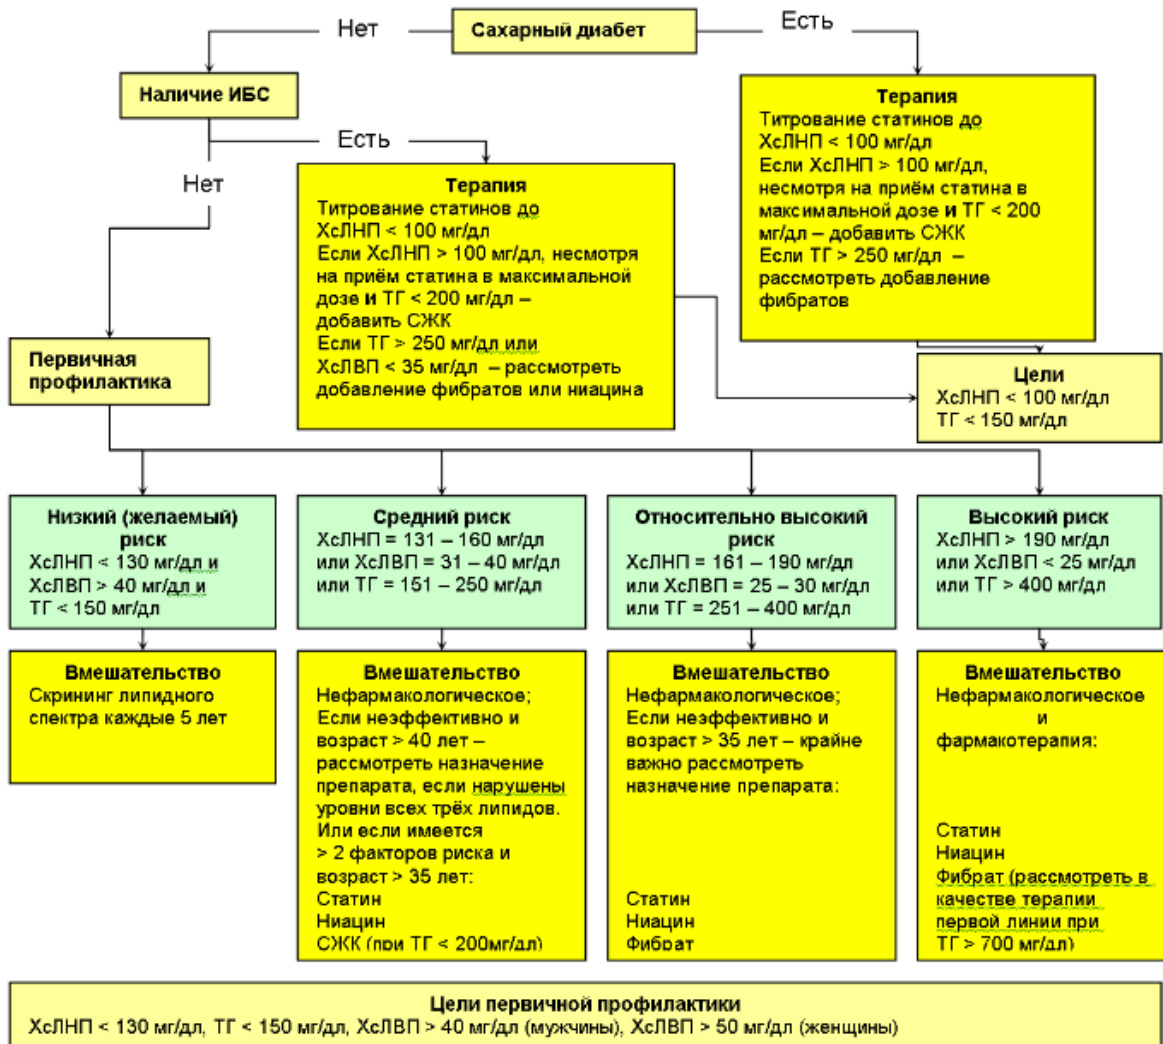 Нет
Сахарный диабет
Есть
Наличие ИБС
Терапия
Титрование статинов до
ХсЛНП < 100 мг/дл
Если ХсЛНП > 100 мг/дл,
несмотря на приём статина в
максимальной дозе и ТГ < 200
мг/дл – добавить СЖК
Если ТГ > 250 мг/дл –
рассмотреть добавление
фибратов
Есть
Нет
Терапия
Титрование статинов до
ХсЛНП < 100 мг/дл
Если ХсЛНП > 100 мг/дл, несмотря
на приём статина в максимальной
дозе и ТГ < 200 мг/дл –
добавить СЖК
Если ТГ > 250 мг/дл или
ХсЛВП < 35 мг/дл – рассмотреть
добавление фибратов или ниацина
Первичная
профилактика
Цели
ХсЛНП < 100 мг/дл
ТГ < 150 мг/дл
Низкий (желаемый)
риск
ХсЛНП < 130 мг/дл и
ХсЛВП > 40 мг/дл и
ТГ < 150 мг/дл
Средний риск
ХсЛНП = 131 – 160 мг/дл
или ХсЛВП = 31 – 40 мг/дл
или ТГ = 151 – 250 мг/дл
Относительно высокий
риск
ХсЛНП = 161 – 190 мг/дл
или ХсЛВП = 25 – 30 мг/дл
или ТГ = 251 – 400 мг/дл
Высокий риск
ХсЛНП > 190 мг/дл
или ХсЛВП < 25 мг/дл
или ТГ > 400 мг/дл
Вмешательство
Скрининг липидного
спектра каждые 5 лет
Вмешательство
Нефармакологическое;
Если неэффективно и
возраст > 40 лет –
рассмотреть назначение
препарата, если нарушены
уровни всех трёх липидов.
Или если имеется
> 2 факторов риска и
возраст > 35 лет:
Статин
Ниацин
СЖК (при ТГ < 200мг/дл)
Вмешательство
Нефармакологическое;
Если неэффективно и
возраст > 35 лет – крайне
важно рассмотреть
назначение препарата:
Статин
Ниацин
Фибрат
Вмешательство
Нефармакологическое
и
фармакотерапия:
Статин
Ниацин
Фибрат (рассмотреть в
качестве терапии
первой линии при
ТГ > 700 мг/дл)
Цели первичной профилактики
ХсЛНП < 130 мг/дл, ТГ < 150 мг/дл, ХсЛВП > 40 мг/дл (мужчины), ХсЛВП > 50 мг/дл (женщины)